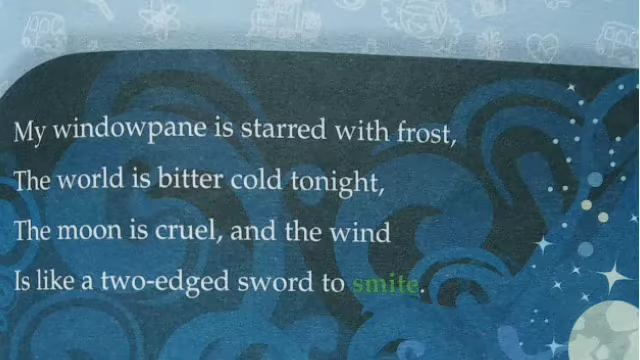 My windowpane is starred with frost,
The world is bitter cold tonight,
The moon is cruel, and the wind
Is like a two-edged sword to smite.